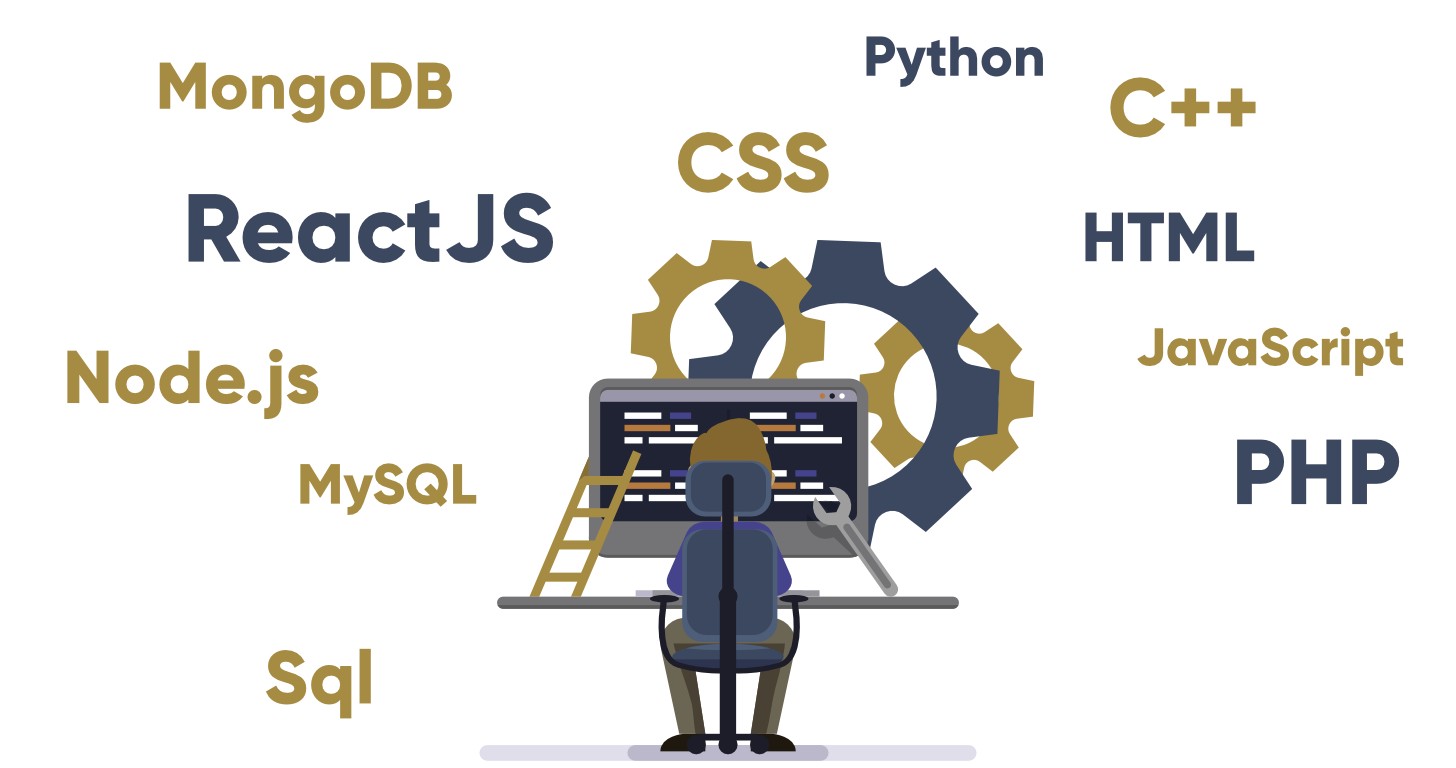 MongoDB
Python
C++
CSS
ReactJS
HTML
JavaScript
Node.js
PHP
MySQL
Sql